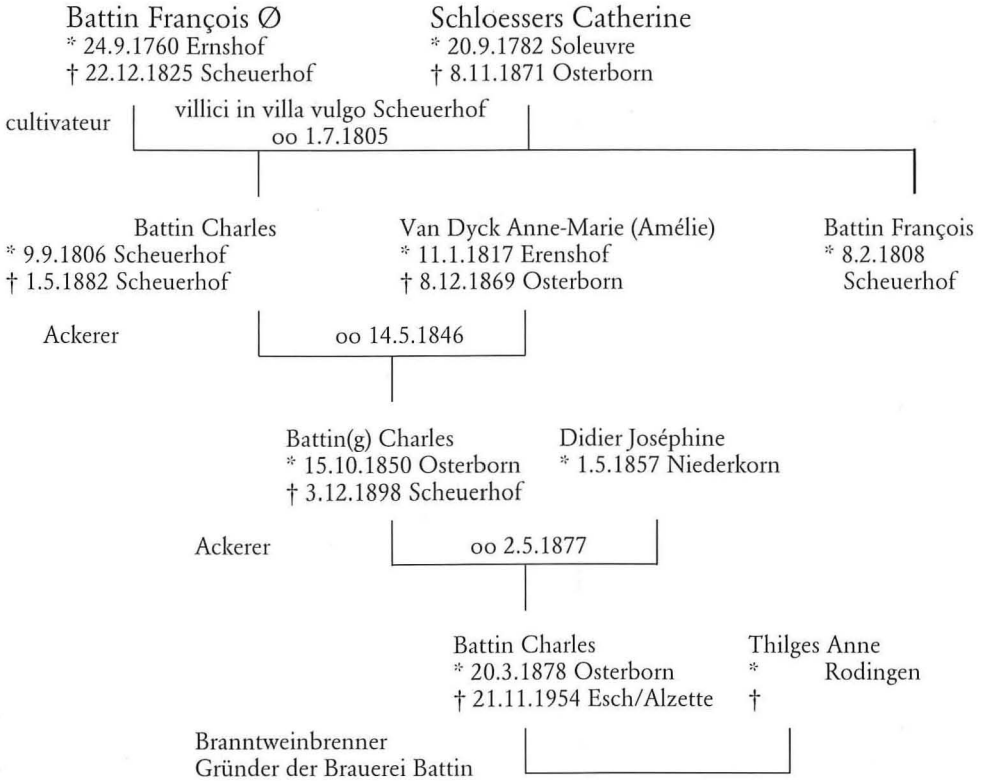 Battin François Ø
* 24.9.1760 Ernshof
† 22.12.1825 Scheuerhof
Schloessers Catherine
* 20.9.1782 Soleuvre
† 8.11.1871 Osterborn
cultivateur
villici in villa vulgo Scheuerhof
oo 1.7.1805
Battin Charles
* 9.9.1806 Scheuerhof
† 1.5.1882 Scheuerhof
Van Dyck Anne-Marie (Amélie)
* 11.1.1817 Erenshof
† 8.12.1869 Osterborn
Battin François
* 8.2.1808
Scheuerhof
Ackerer
oo 14.5.1846
Battin(g) Charles
* 15.10.1850 Osterborn
† 3.12.1898 Scheuerhof
Didier Joséphine
* 1.5.1857 Niederkorn
Ackerer
oo 2.5.1877
Battin Charles
* 20.3.1878 Osterborn
† 21.11.1954 Esch/Alzette
Thilges Anne
* Rodingen
†
Branntweinbrenner
Gründer der Brauerei Battin